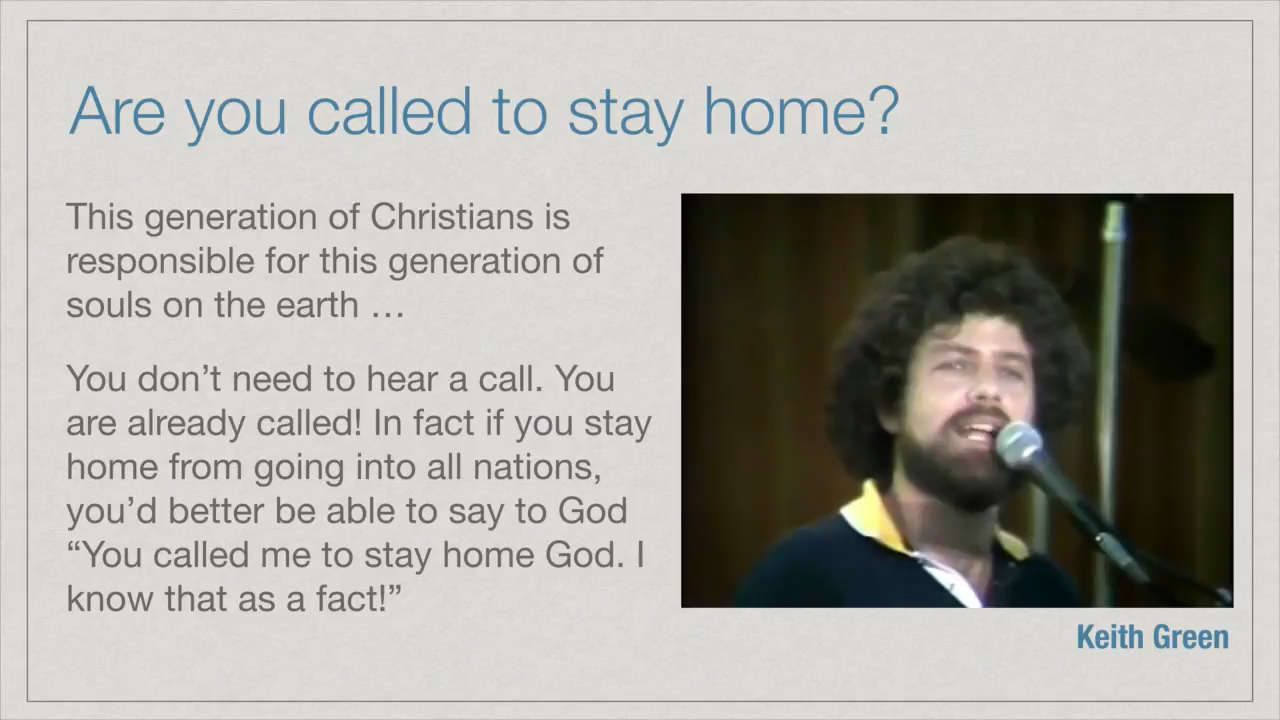 Are you called to stay home?
This generation of Christians is
responsible for this generation of
souls on the earth …
You don’t need to hear a call. You
are already called! In fact if you stay
home from going into all nations,
you’d better be able to say to God
“You called me to stay home God. I
know that as a fact!”
Keith Green